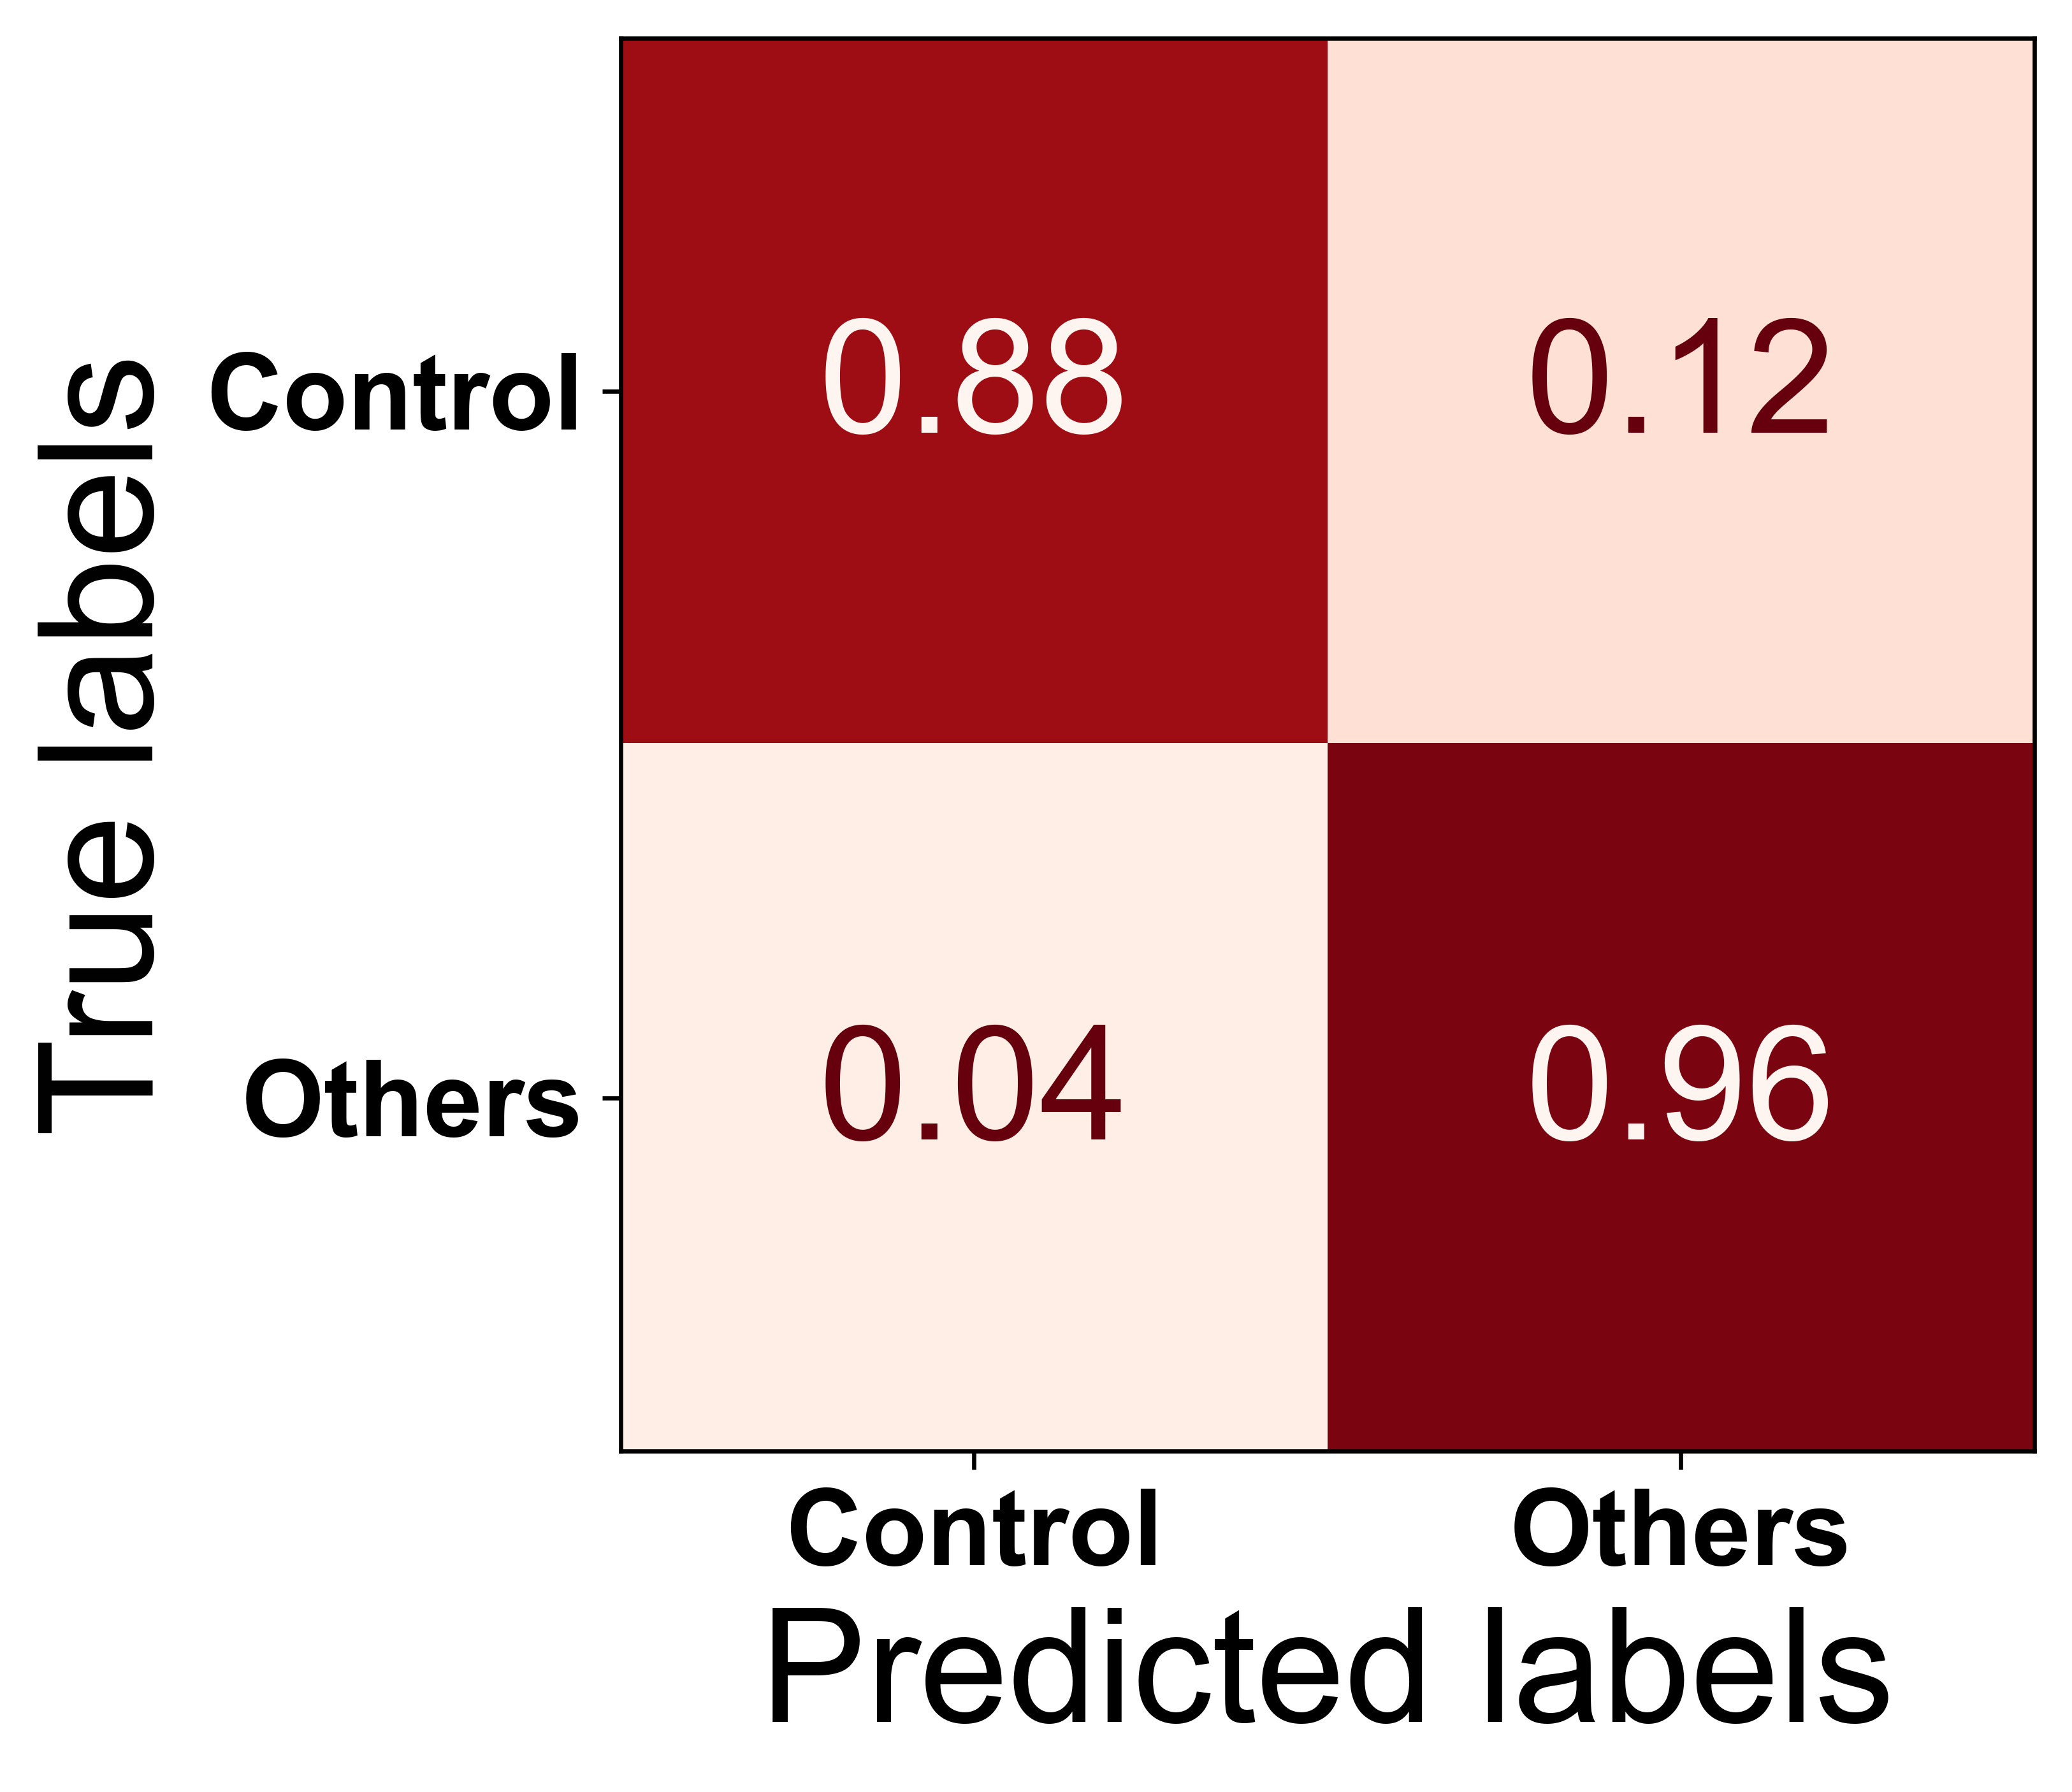 True labels
Control
0.88 0.12
Others
0.04 0.96
Control Others
Predicted labels